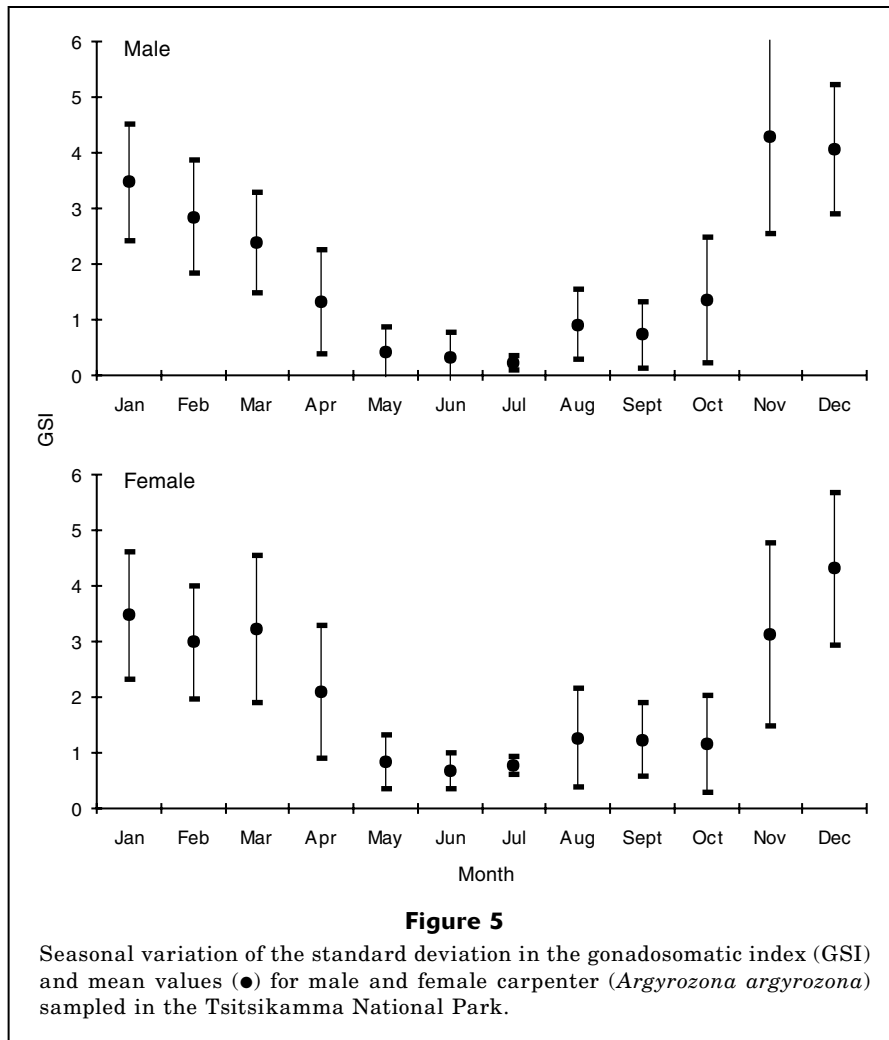 Male
6
5
4
3
2
1
0
Jan Feb Mar Apr May Jun Jul Aug Sept Oct Nov Dec
GSI
Female
6
5
4
3
2
1
0
Jan Feb Mar Apr May Jun Jul Aug Sept Oct Nov Dec
Month
Figure 5
Seasonal variation of the standard deviation in the gonadosomatic index (GSI)
and mean values (●) for male and female carpenter (Argyrozona argyrozona)
sampled in the Tsitsikamma National Park.